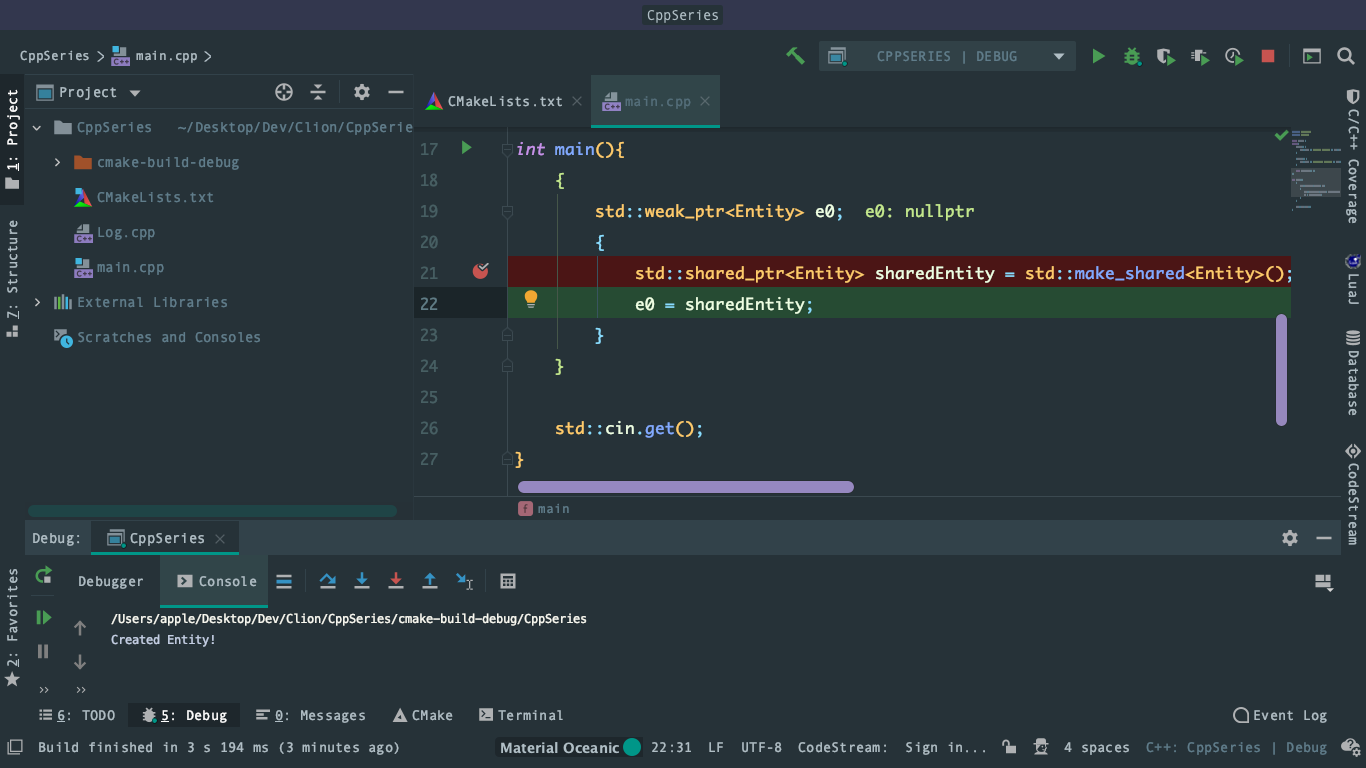 CppSeries
CppSeries > main.cpp >
CPPSERIES | DEBUG
1: Project
Z: Structure
2: Favorites
Project
CppSeries ~/Desktop/Dev/Clion/CppSerie
cmake-build-debug
CMakeLists.txt
Log.cpp
main.cpp
External Libraries
Scratches and Consoles
CMakeLists.txt
main.cpp
17 int main(){
18 {
19 std::weak_ptr<Entity> e0; e0: nullptr
20 {
21 std::shared_ptr<Entity> sharedEntity = std::make_shared<Entity>();
22 e0 = sharedEntity;
23 }
24 }
25
26 std::cin.get();
27 }
main
C/C++ Coverage
LuaJ
Database
CodeStream
Debug: CppSeries
Debugger Console
/Users/apple/Desktop/Dev/Clion/CppSeries/cmake-build-debug/CppSeries
Created Entity!
6: TODO 5: Debug 0: Messages CMake Terminal Event Log
Build finished in 3 s 194 ms (3 minutes ago) Material Oceanic 22:31 LF UTF-8 CodeStream: Sign in... 4 spaces C++: CppSeries | Debug